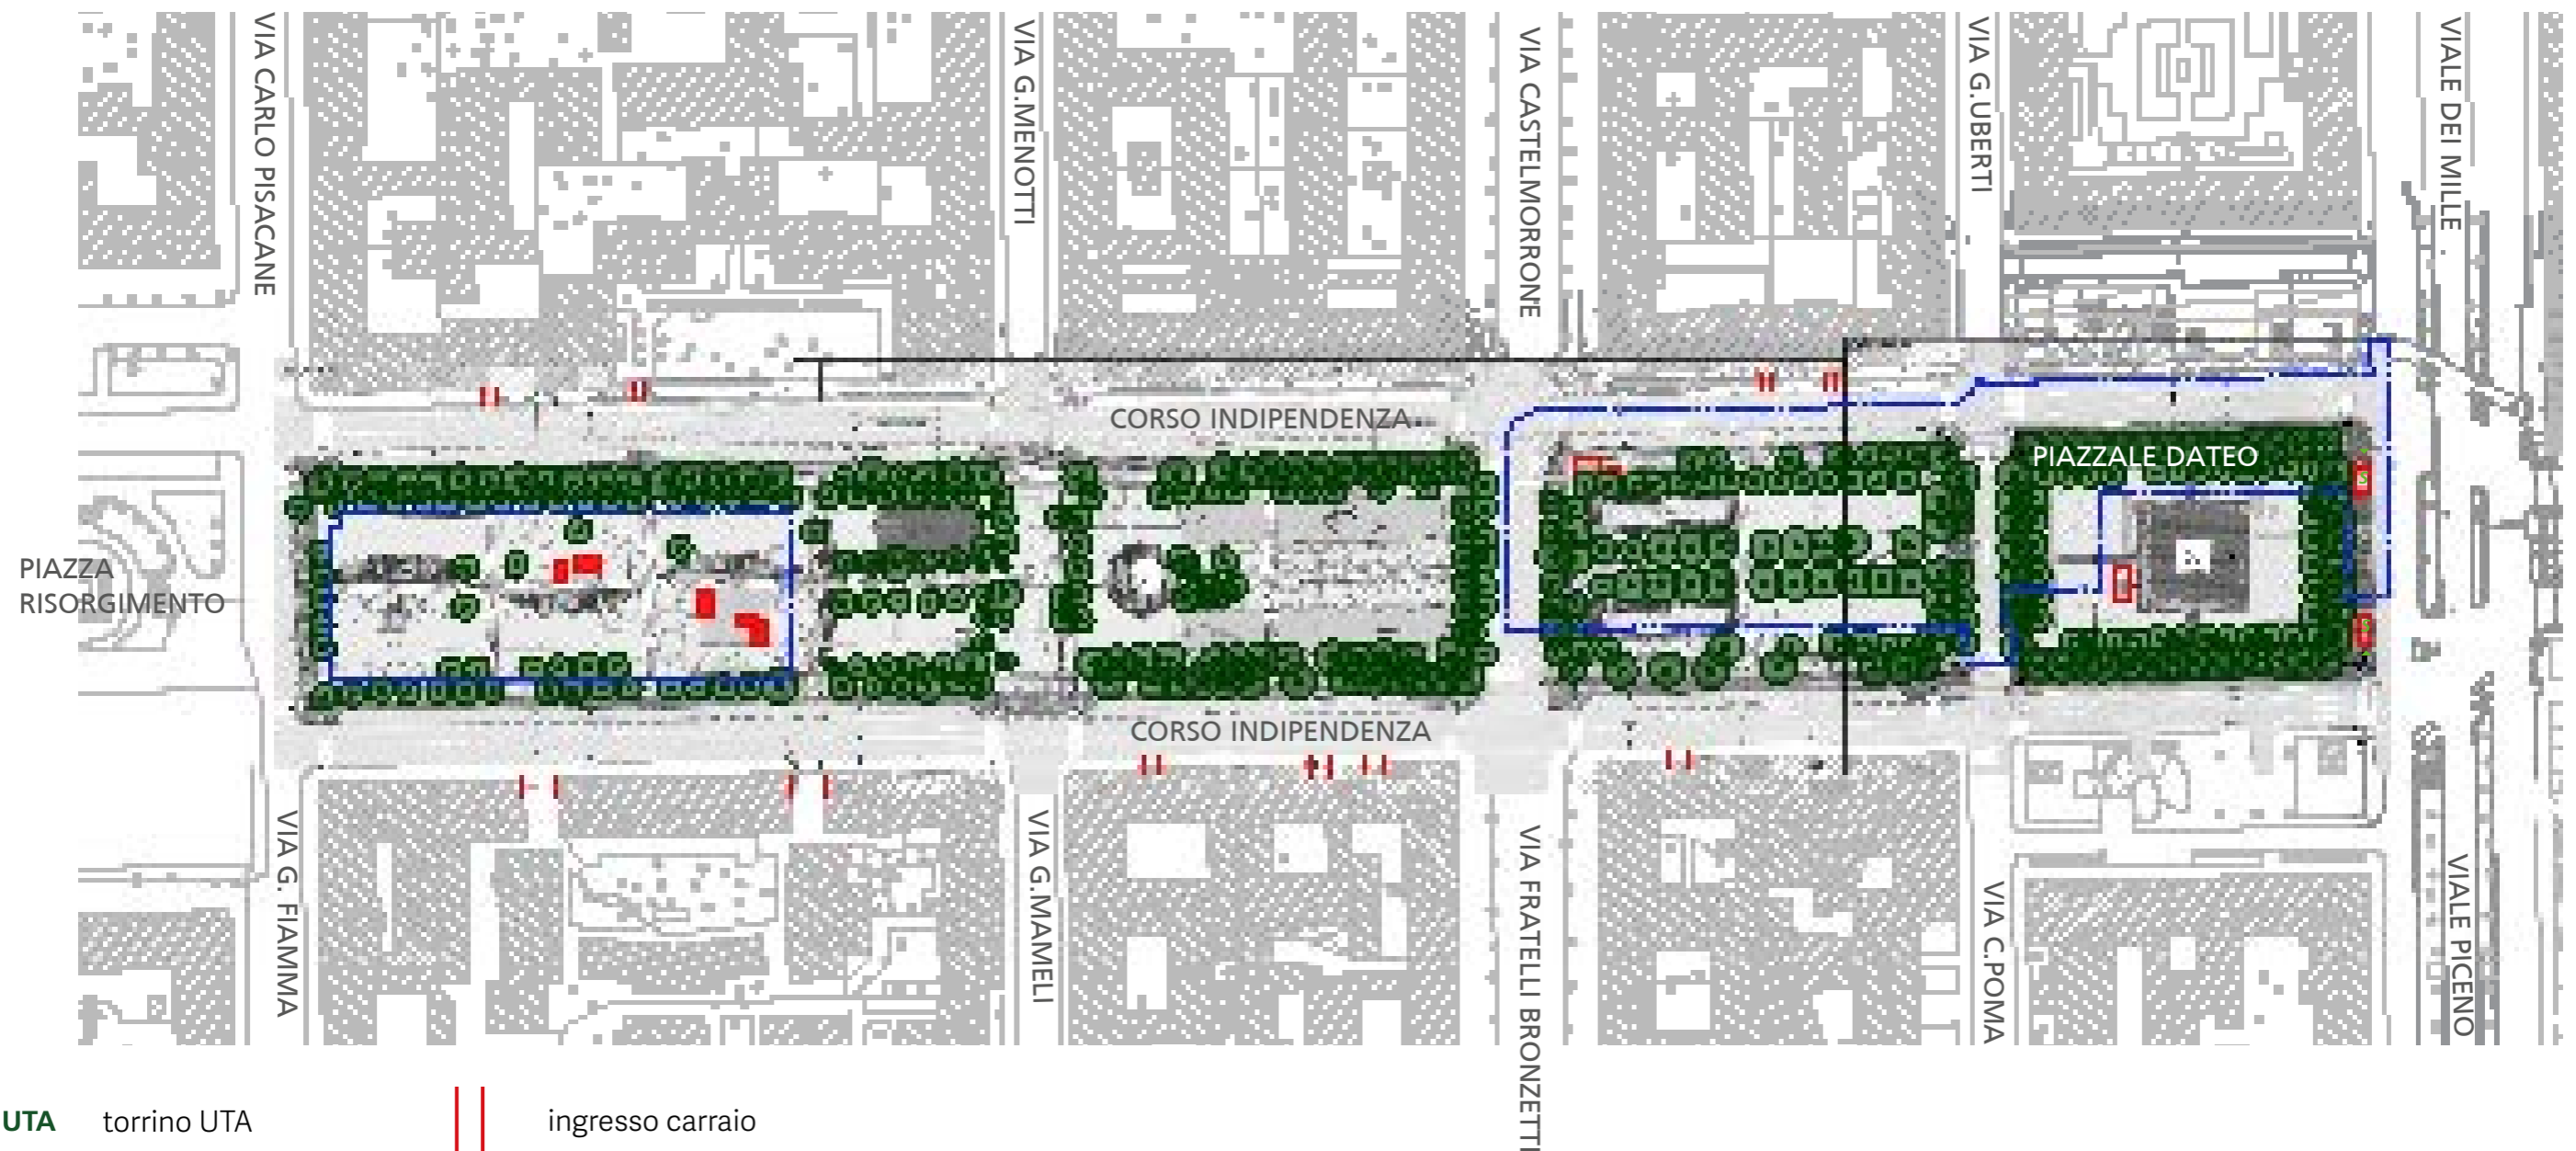 VIA CARLO PISACANE
VIA G.MENOTTI
VIA CASTELMORRONE
VIA G.UBERTI
VIALE DEI MILLE
CORSO INDIPENDENZA
PIAZZALE DATEO
PIAZZA
RISORGIMENTO
CORSO INDIPENDENZA
VIA G. FIAMMA
VIA G.MAMELI
VIA FRATELLI BRONZETTI
VIA C.POMA
VIALE PICENO
UTA torrino UTA
ingresso carraio